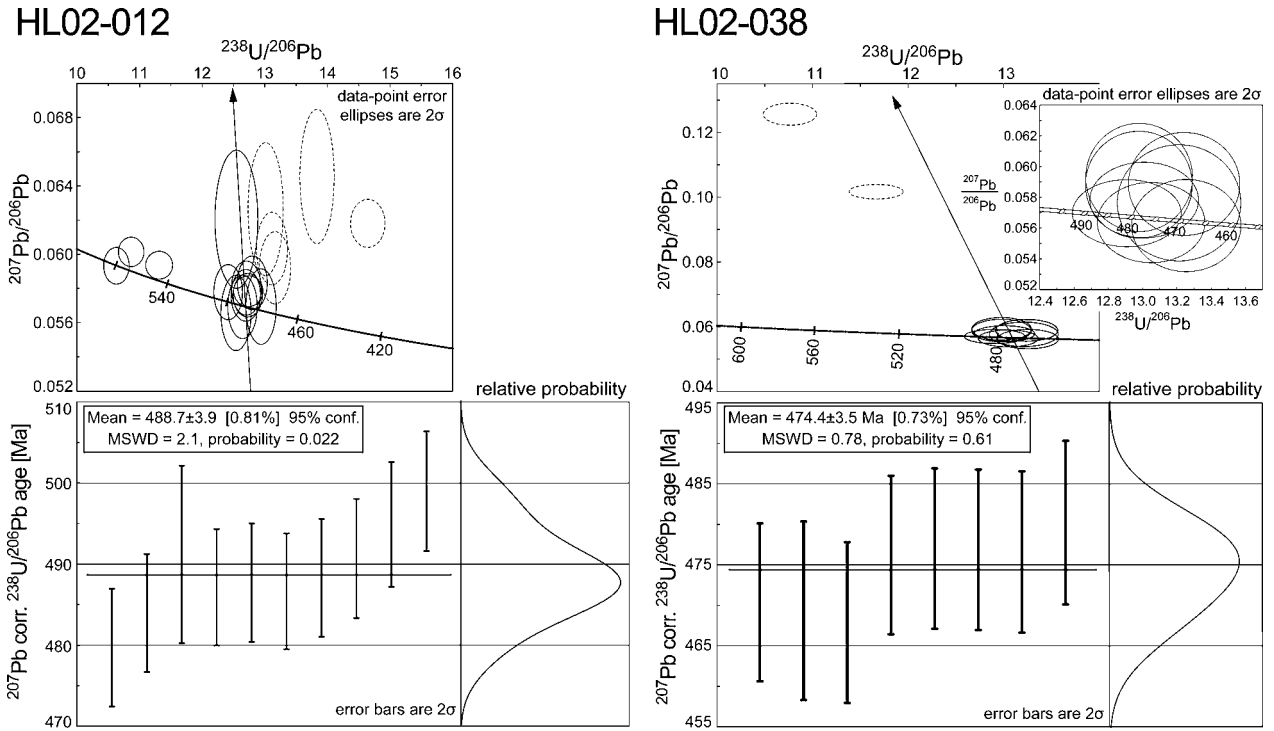 HL02-012
²³⁸U/²⁰⁶Pb
10 11 12 13 14 15 16
data-point error
ellipses are 2σ
²⁰⁷Pb/²⁰⁶Pb
0.068
0.064
0.060
0.056
0.052
540
460
420
relative probability
Mean = 488.7±3.9 [0.81%] 95% conf.
MSWD = 2.1, probability = 0.022
²⁰⁷Pb corr. ²³⁸U/²⁰⁶Pb age [Ma]
510
500
490
480
470
error bars are 2σ
HL02-038
²³⁸U/²⁰⁶Pb
10 11 12 13
data-point error ellipses are 2σ
²⁰⁷Pb/²⁰⁶Pb
0.12
0.10
0.08
0.06
0.04
600
560
520
480
²⁰⁷Pb
²⁰⁶Pb
0.064
0.062
0.060
0.058
0.056
0.054
0.052
490 480 470 460
12.4 12.6 12.8 13.0 13.2 13.4 13.6
²³⁸U/²⁰⁶Pb
relative probability
Mean = 474.4±3.5 Ma [0.73%] 95% conf.
MSWD = 0.78, probability = 0.61
²⁰⁷Pb corr. ²³⁸U/²⁰⁶Pb age [Ma]
495
485
475
465
455
error bars are 2σ